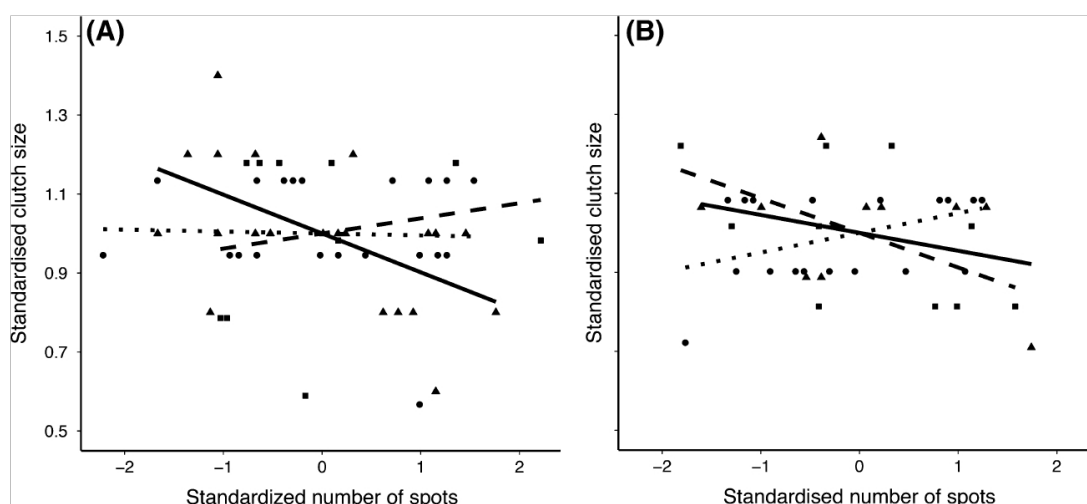 (A)
1.5
1.3
1.1
0.9
0.7
0.5
Standardised clutch size
−2
−1
0
1
2
Standardized number of spots
(B)
Standardised clutch size
−2
−1
0
1
2
Standardised number of spots